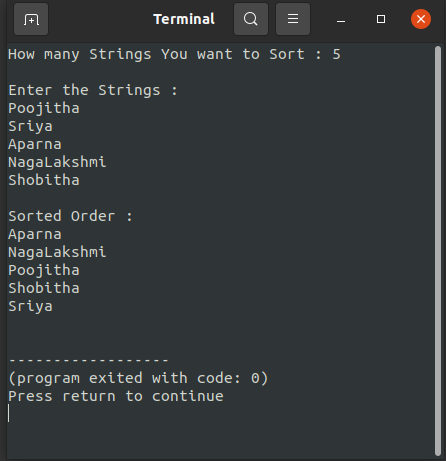 Terminal
How many Strings You want to Sort : 5
Enter the Strings :
Poojitha
Sriya
Aparna
NagaLakshmi
Shobitha
Sorted Order :
Aparna
NagaLakshmi
Poojitha
Shobitha
Sriya
------------------
(program exited with code: 0)
Press return to continue